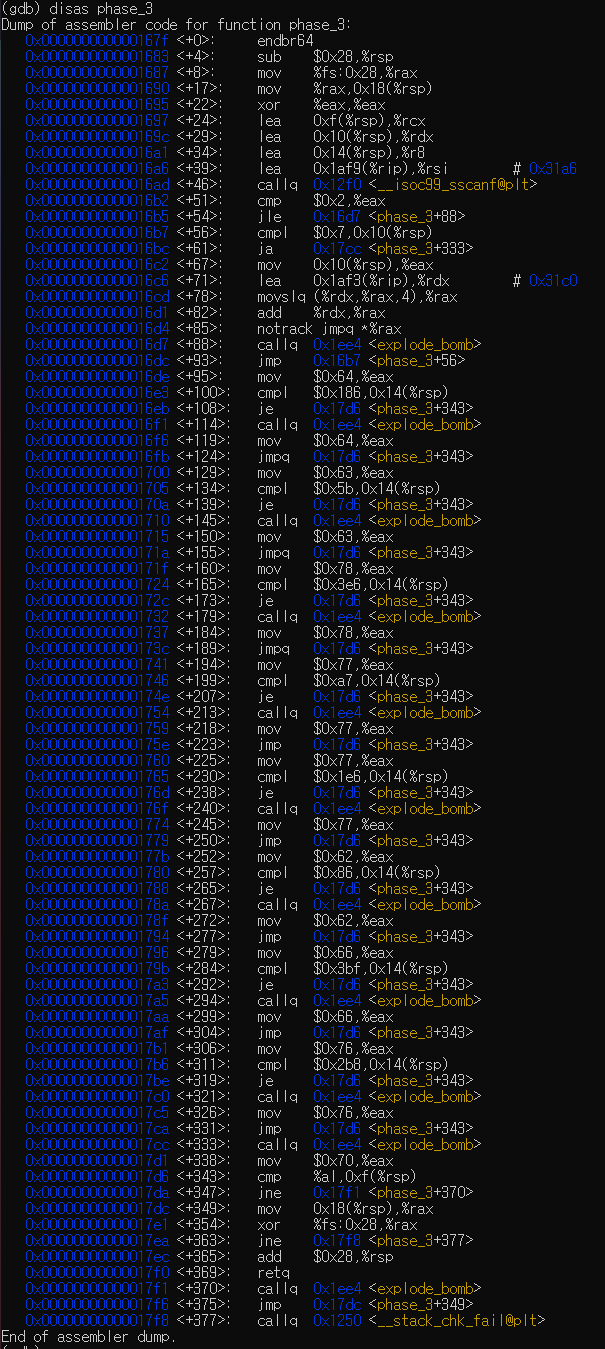 (gdb) disas phase_3
Dump of assembler code for function phase_3:
0x000000000000167f <+0>: endbr64
0x0000000000001683 <+4>: sub $0x28,%rsp
0x0000000000001687 <+8>: mov %fs:0x28,%rax
0x0000000000001690 <+17>: mov %rax,0x18(%rsp)
0x0000000000001695 <+22>: xor %eax,%eax
0x0000000000001697 <+24>: lea 0xf(%rsp),%rcx
0x000000000000169c <+29>: lea 0x10(%rsp),%rdx
0x00000000000016a1 <+34>: lea 0x14(%rsp),%r8
0x00000000000016a6 <+39>: lea 0x1af9(%rip),%rsi # 0x31a6
0x00000000000016ad <+46>: callq 0x12f0 <__isoc99_sscanf@plt>
0x00000000000016b2 <+51>: cmp $0x2,%eax
0x00000000000016b5 <+54>: jle 0x16d7 <phase_3+88>
0x00000000000016b7 <+56>: cmpl $0x7,0x10(%rsp)
0x00000000000016bc <+61>: ja 0x17cc <phase_3+333>
0x00000000000016c2 <+67>: mov 0x10(%rsp),%eax
0x00000000000016c6 <+71>: lea 0x1af3(%rip),%rdx # 0x31c0
0x00000000000016cd <+78>: movslq (%rdx,%rax,4),%rax
0x00000000000016d1 <+82>: add %rdx,%rax
0x00000000000016d4 <+85>: notrack jmpq *%rax
0x00000000000016d7 <+88>: callq 0x1ee4 <explode_bomb>
0x00000000000016dc <+93>: jmp 0x16b7 <phase_3+56>
0x00000000000016de <+95>: mov $0x64,%eax
0x00000000000016e3 <+100>: cmpl $0x186,0x14(%rsp)
0x00000000000016eb <+108>: je 0x17d6 <phase_3+343>
0x00000000000016f1 <+114>: callq 0x1ee4 <explode_bomb>
0x00000000000016f6 <+119>: mov $0x64,%eax
0x00000000000016fb <+124>: jmpq 0x17d6 <phase_3+343>
0x0000000000001700 <+129>: mov $0x63,%eax
0x0000000000001705 <+134>: cmpl $0x5b,0x14(%rsp)
0x000000000000170a <+139>: je 0x17d6 <phase_3+343>
0x0000000000001710 <+145>: callq 0x1ee4 <explode_bomb>
0x0000000000001715 <+150>: mov $0x63,%eax
0x000000000000171a <+155>: jmpq 0x17d6 <phase_3+343>
0x000000000000171f <+160>: mov $0x78,%eax
0x0000000000001724 <+165>: cmpl $0x3e6,0x14(%rsp)
0x000000000000172c <+173>: je 0x17d6 <phase_3+343>
0x0000000000001732 <+179>: callq 0x1ee4 <explode_bomb>
0x0000000000001737 <+184>: mov $0x78,%eax
0x000000000000173c <+189>: jmpq 0x17d6 <phase_3+343>
0x0000000000001741 <+194>: mov $0x77,%eax
0x0000000000001746 <+199>: cmpl $0xa7,0x14(%rsp)
0x000000000000174e <+207>: je 0x17d6 <phase_3+343>
0x0000000000001754 <+213>: callq 0x1ee4 <explode_bomb>
0x0000000000001759 <+218>: mov $0x77,%eax
0x000000000000175e <+223>: jmp 0x17d6 <phase_3+343>
0x0000000000001760 <+225>: mov $0x77,%eax
0x0000000000001765 <+230>: cmpl $0x1e6,0x14(%rsp)
0x000000000000176d <+238>: je 0x17d6 <phase_3+343>
0x000000000000176f <+240>: callq 0x1ee4 <explode_bomb>
0x0000000000001774 <+245>: mov $0x77,%eax
0x0000000000001779 <+250>: jmp 0x17d6 <phase_3+343>
0x000000000000177b <+252>: mov $0x62,%eax
0x0000000000001780 <+257>: cmpl $0x86,0x14(%rsp)
0x0000000000001788 <+265>: je 0x17d6 <phase_3+343>
0x000000000000178a <+267>: callq 0x1ee4 <explode_bomb>
0x000000000000178f <+272>: mov $0x62,%eax
0x0000000000001794 <+277>: jmp 0x17d6 <phase_3+343>
0x0000000000001796 <+279>: mov $0x66,%eax
0x000000000000179b <+284>: cmpl $0x3bf,0x14(%rsp)
0x00000000000017a3 <+292>: je 0x17d6 <phase_3+343>
0x00000000000017a5 <+294>: callq 0x1ee4 <explode_bomb>
0x00000000000017aa <+299>: mov $0x66,%eax
0x00000000000017af <+304>: jmp 0x17d6 <phase_3+343>
0x00000000000017b1 <+306>: mov $0x76,%eax
0x00000000000017b6 <+311>: cmpl $0x2b8,0x14(%rsp)
0x00000000000017be <+319>: je 0x17d6 <phase_3+343>
0x00000000000017c0 <+321>: callq 0x1ee4 <explode_bomb>
0x00000000000017c5 <+326>: mov $0x76,%eax
0x00000000000017ca <+331>: jmp 0x17d6 <phase_3+343>
0x00000000000017cc <+333>: callq 0x1ee4 <explode_bomb>
0x00000000000017d1 <+338>: mov $0x70,%eax
0x00000000000017d6 <+343>: cmp %al,0xf(%rsp)
0x00000000000017da <+347>: jne 0x17f1 <phase_3+370>
0x00000000000017dc <+349>: mov 0x18(%rsp),%rax
0x00000000000017e1 <+354>: xor %fs:0x28,%rax
0x00000000000017ea <+363>: jne 0x17f8 <phase_3+377>
0x00000000000017ec <+365>: add $0x28,%rsp
0x00000000000017f0 <+369>: retq
0x00000000000017f1 <+370>: callq 0x1ee4 <explode_bomb>
0x00000000000017f6 <+375>: jmp 0x17dc <phase_3+349>
0x00000000000017f8 <+377>: callq 0x1250 <__stack_chk_fail@plt>
End of assembler dump.